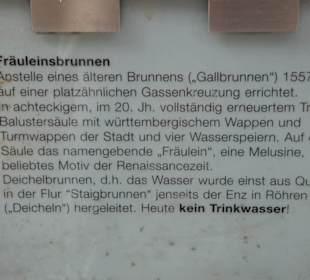 Fräuleinsbrunnen
Anstelle eines älteren Brunnens („Gallbrunnen“) 1557
auf einer platzähnlichen Gassenkreuzung errichtet.
In achteckigem, im 20. Jh. vollständig erneuertem
Balustersäule mit württembergischem Wappen und
Turmwappen der Stadt und vier Wasserspeiern. Auf
Säule das namengebende „Fräulein“, eine Melusine,
beliebtes Motiv der Renaissancezeit.
Deichelbrunnen, d.h. das Wasser wurde einst aus
in der Flur "Staigbrunnen" jenseits der Enz in Röhren
(„Deicheln“) hergeleitet. Heute kein Trinkwasser!